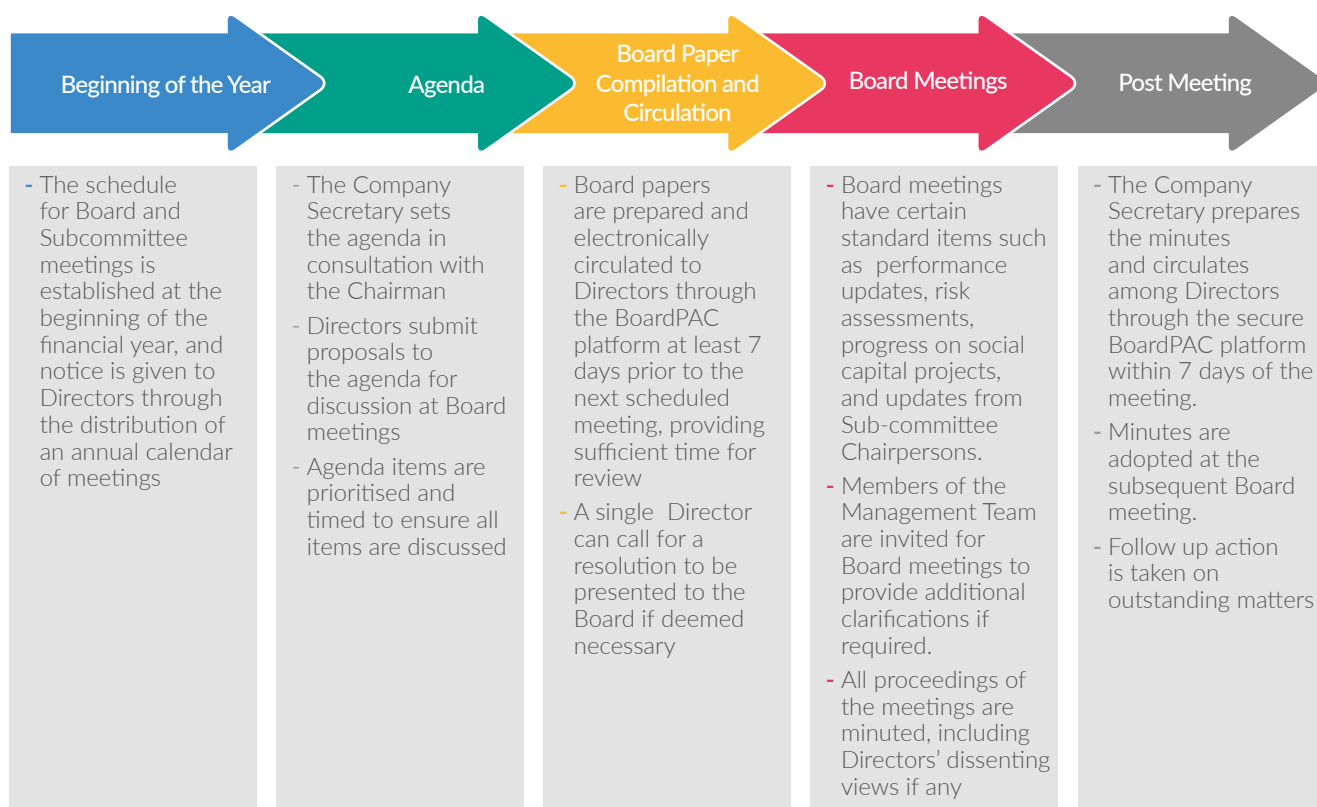 Beginning of the Year
Agenda
Board Paper
Compilation and
Circulation
Board Meetings
Post Meeting
- The schedule
for Board and
Subcommittee
meetings is
established at the
beginning of the
financial year, and
notice is given to
Directors through
the distribution of
an annual calendar
of meetings
- The Company
Secretary sets
the agenda in
consultation with
the Chairman
- Directors submit
proposals to
the agenda for
discussion at Board
meetings
- Agenda items are
prioritised and
timed to ensure all
items are discussed
- Board papers
are prepared and
electronically
circulated to
Directors through
the BoardPAC
platform at least 7
days prior to the
next scheduled
meeting, providing
sufficient time for
review
- A single Director
can call for a
resolution to be
presented to the
Board if deemed
necessary
- Board meetings
have certain
standard items such
as performance
updates, risk
assessments,
progress on social
capital projects,
and updates from
Sub-committee
Chairpersons.
- Members of the
Management Team
are invited for
Board meetings to
provide additional
clarifications if
required.
- All proceedings of
the meetings are
minuted, including
Directors’ dissenting
views if any
- The Company
Secretary prepares
the minutes
and circulates
among Directors
through the secure
BoardPAC platform
within 7 days of the
meeting.
- Minutes are
adopted at the
subsequent Board
meeting.
- Follow up action
is taken on
outstanding matters